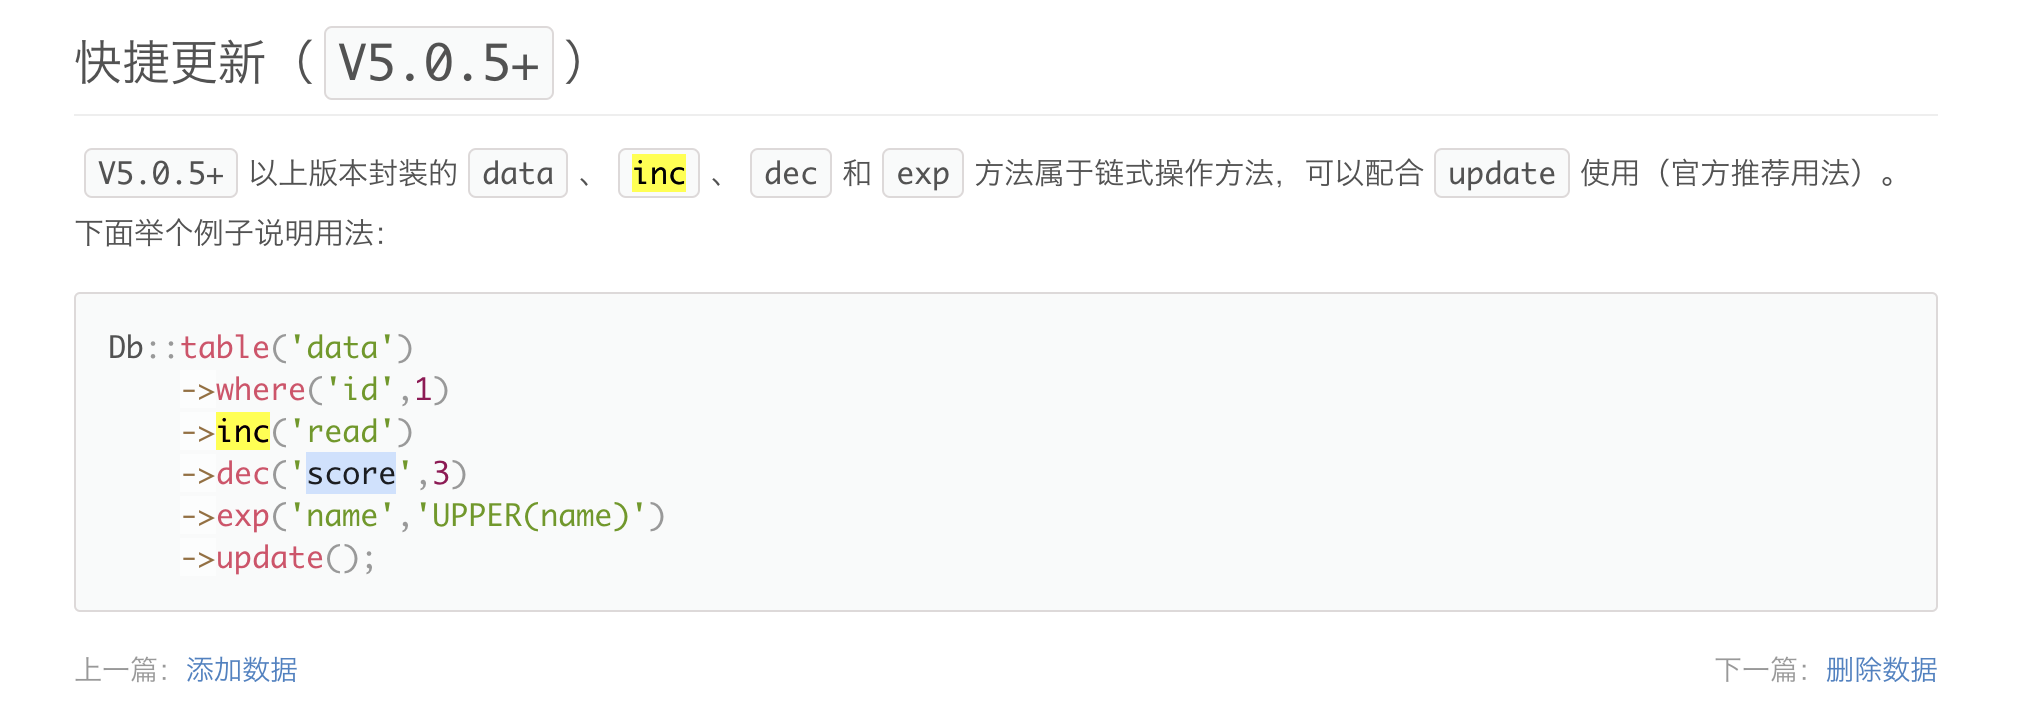 快捷更新（V5.0.5+）
V5.0.5+ 以上版本封装的 data 、 inc 、 dec 和 exp 方法属于链式操作方法，可以配合 update 使用（官方推荐用法）。
下面举个例子说明用法：
Db::table('data')
    ->where('id',1)
    ->inc('read')
    ->dec('score',3)
    ->exp('name','UPPER(name)')
    ->update();
上一篇：添加数据 下一篇：删除数据